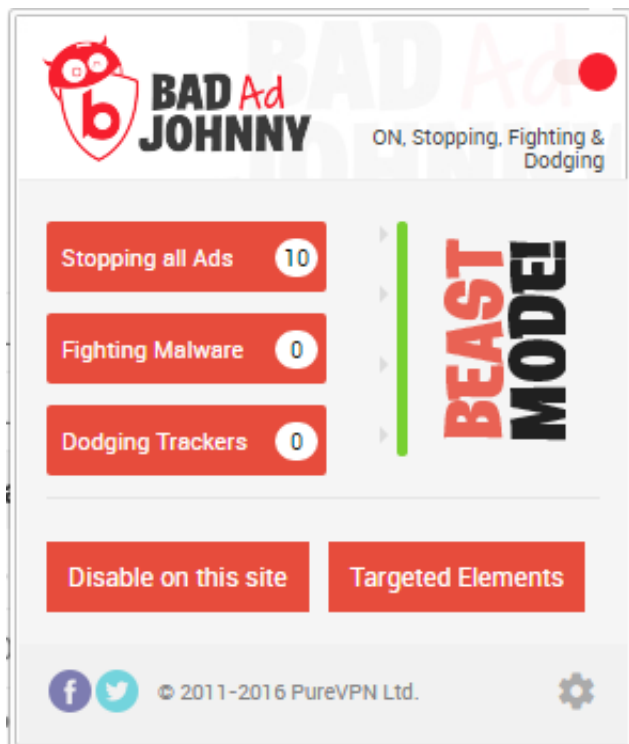 BAD Ad
JOHNNY
ON, Stopping, Fighting &
Dodging
Stopping all Ads 10
Fighting Malware 0
Dodging Trackers 0
BEAST
MODE!
Disable on this site
Targeted Elements
© 2011-2016 PureVPN Ltd.